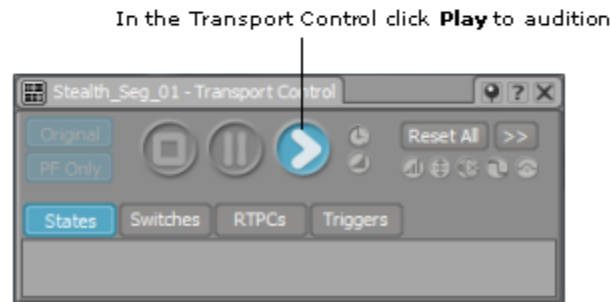 In the Transport Control click Play to audition
Stealth_Seg_01 - Transport Control
?
Original
Reset All >>
PF Only
States Switches RTPCs Triggers